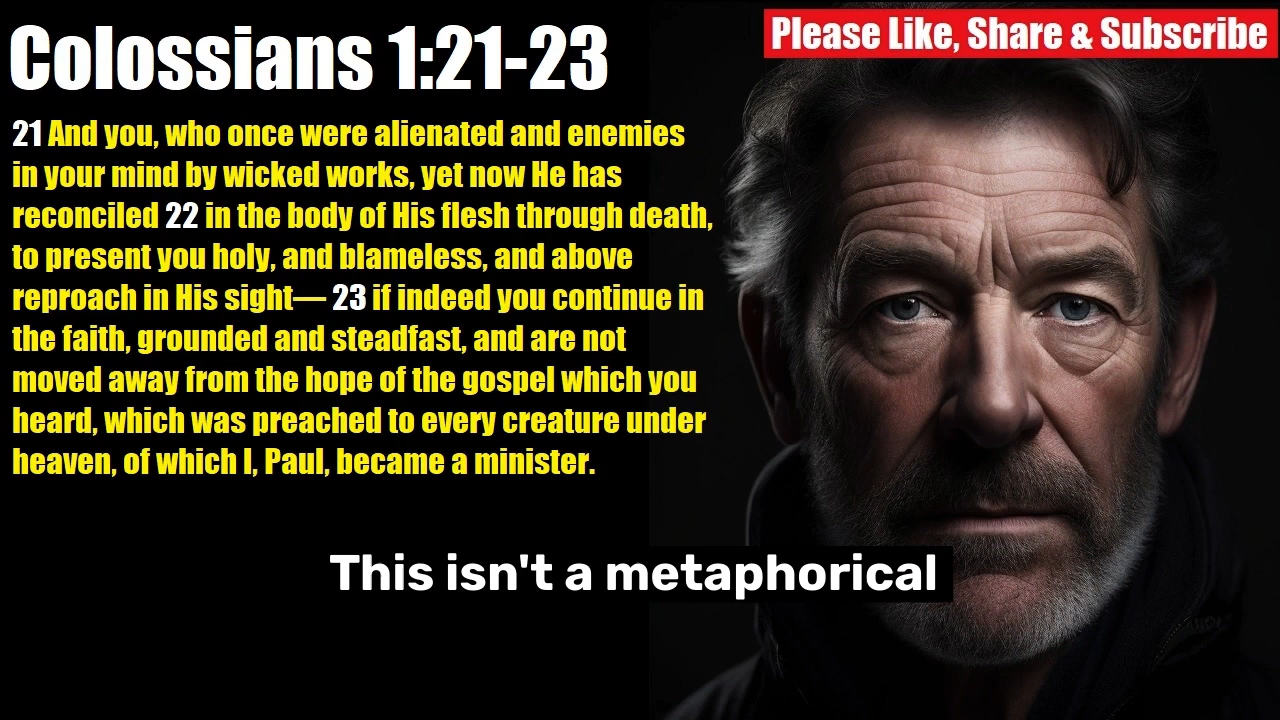 Colossians 1:21-23
Please Like, Share & Subscribe
21 And you, who once were alienated and enemies
in your mind by wicked works, yet now He has
reconciled 22 in the body of His flesh through death,
to present you holy, and blameless, and above
reproach in His sight— 23 if indeed you continue in
the faith, grounded and steadfast, and are not
moved away from the hope of the gospel which you
heard, which was preached to every creature under
heaven, of which I, Paul, became a minister.
This isn't a metaphorical